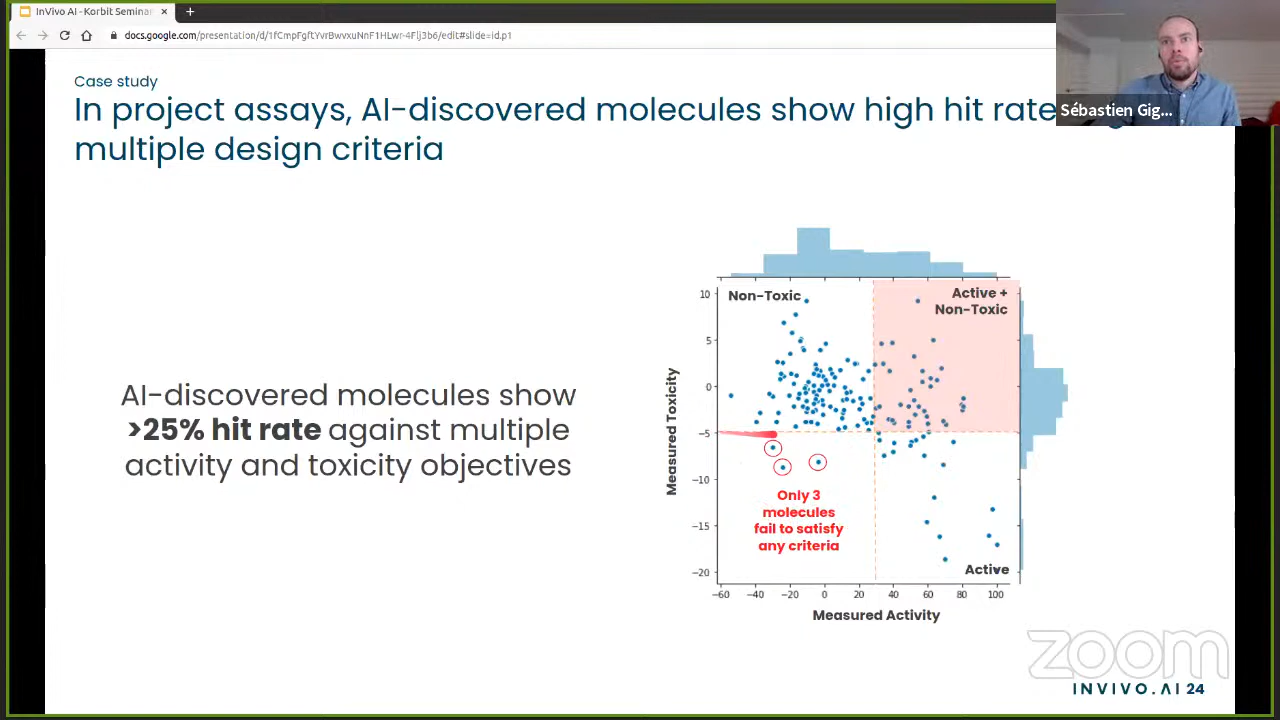 InVivo AI - Korbit Seminar
docs.google.com/presentation/d/1fCmpFgftYvrBwvxuNnF1HLwr-4Flj3b6/edit#slide=id.p1
Sébastien Gig...
Case study
In project assays, AI-discovered molecules show high hit rate
multiple design criteria
AI-discovered molecules show
>25% hit rate against multiple
activity and toxicity objectives
Non-Toxic
Active +
Non-Toxic
Only 3
molecules
fail to satisfy
any criteria
Active
Measured Toxicity
10
5
0
−5
−10
−15
−20
−60 −40 −20 0 20 40 60 80 100
Measured Activity
zoom
INVIVO.AI 24